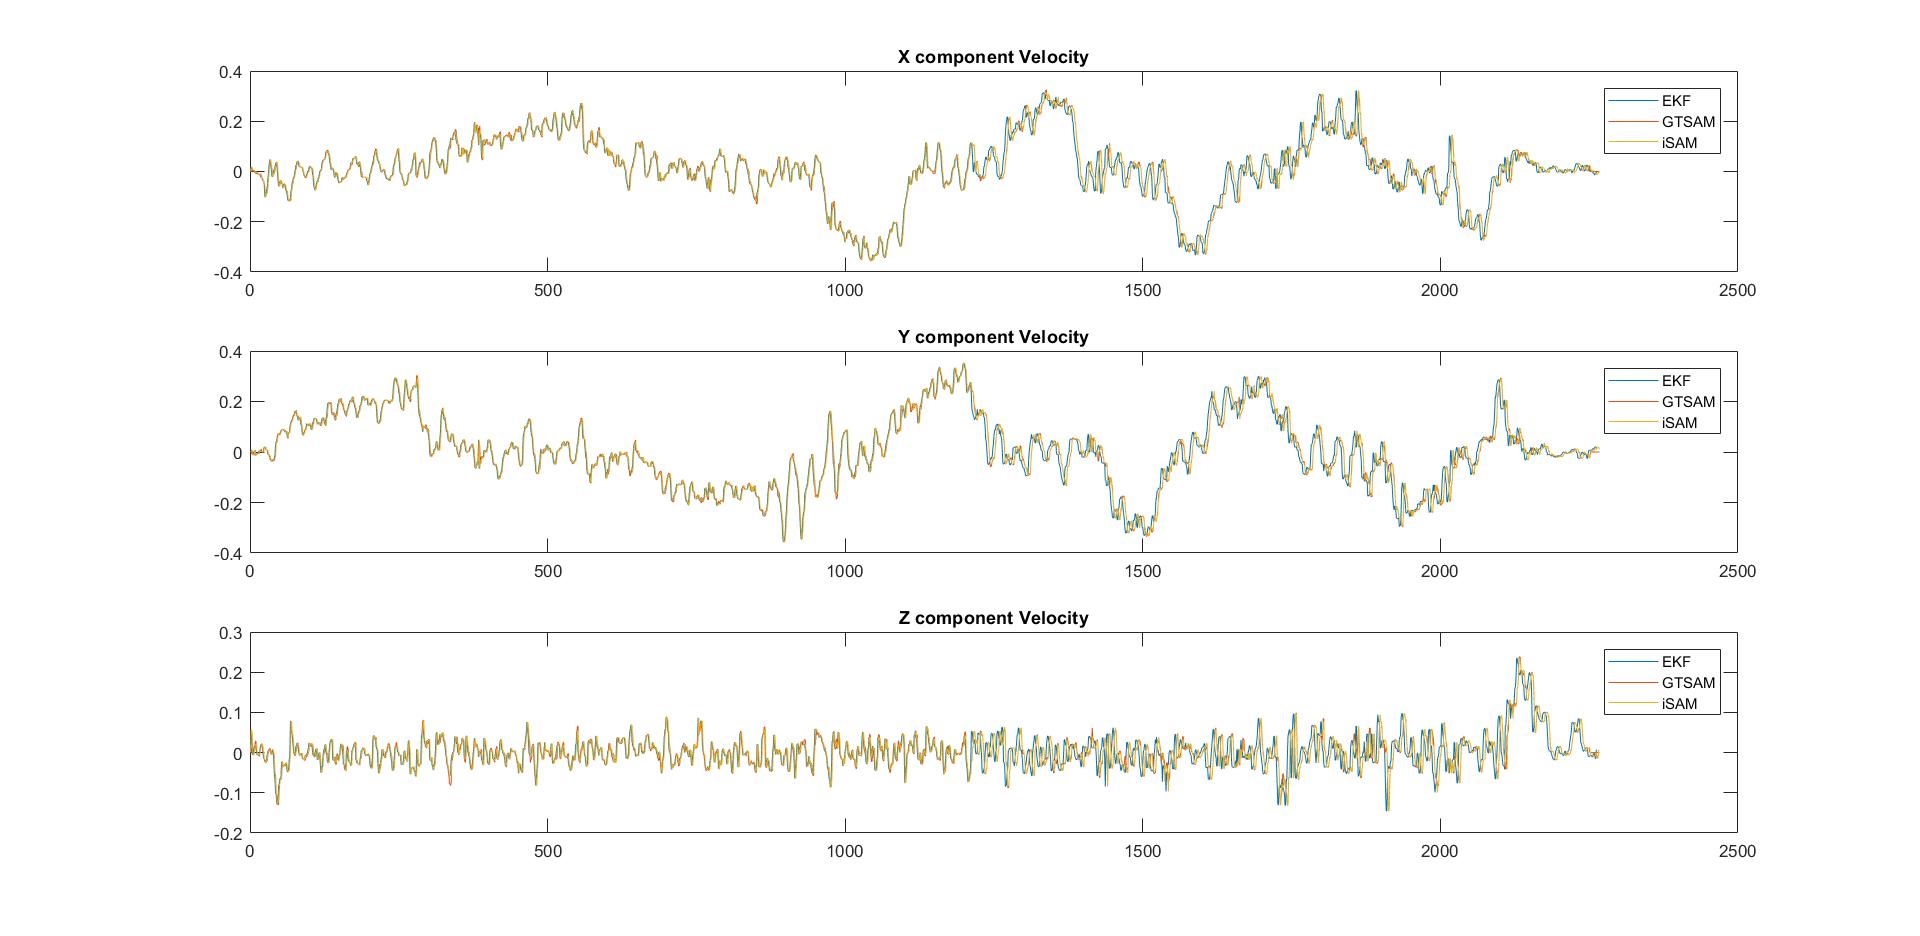 X component Velocity
0.4
0.2
0
-0.2
-0.4
0 500 1000 1500 2000 2500
EKF
GTSAM
iSAM
Y component Velocity
0.4
0.2
0
-0.2
-0.4
0 500 1000 1500 2000 2500
EKF
GTSAM
iSAM
Z component Velocity
0.3
0.2
0.1
0
-0.1
-0.2
0 500 1000 1500 2000 2500
EKF
GTSAM
iSAM